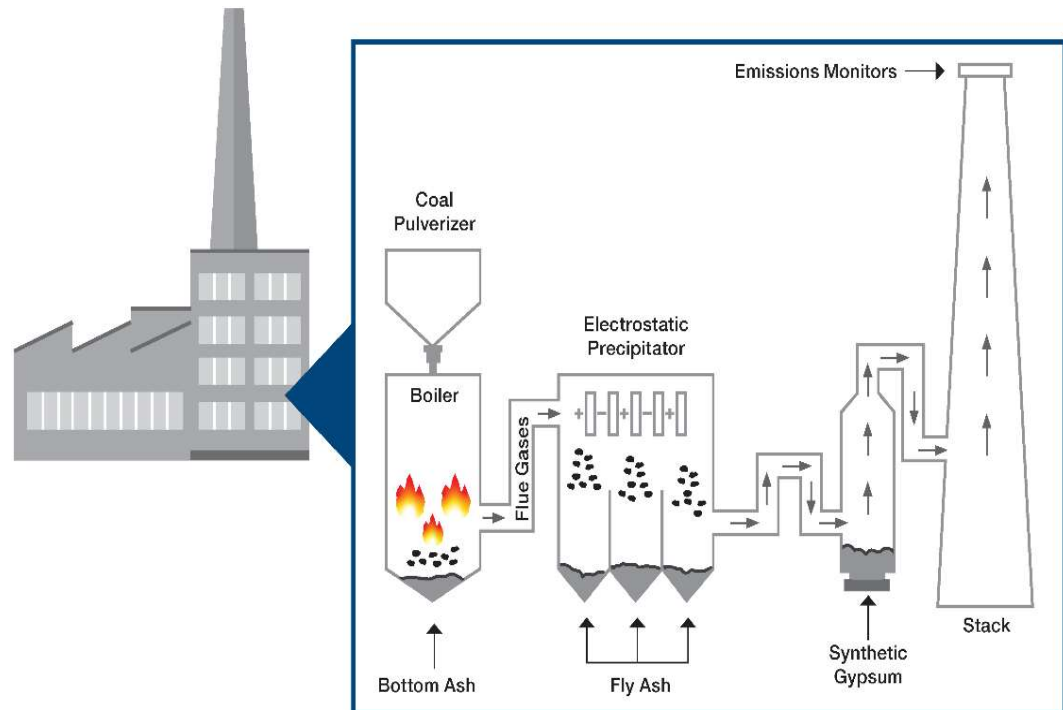 Emissions Monitors
Coal
Pulverizer
Electrostatic
Precipitator
Boiler
Flue Gases
+ − + − + − +
Stack
Synthetic
Gypsum
Bottom Ash
Fly Ash